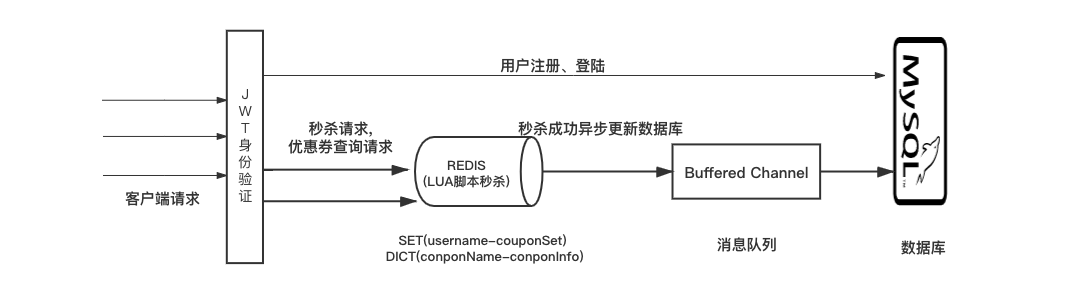 用户注册、登陆
JWT身份验证
秒杀请求,
优惠券查询请求
秒杀成功异步更新数据库
REDIS
(LUA脚本秒杀)
Buffered Channel
MySQL
客户端请求
SET(username-couponSet)
DICT(conponName-conponInfo)
消息队列
数据库